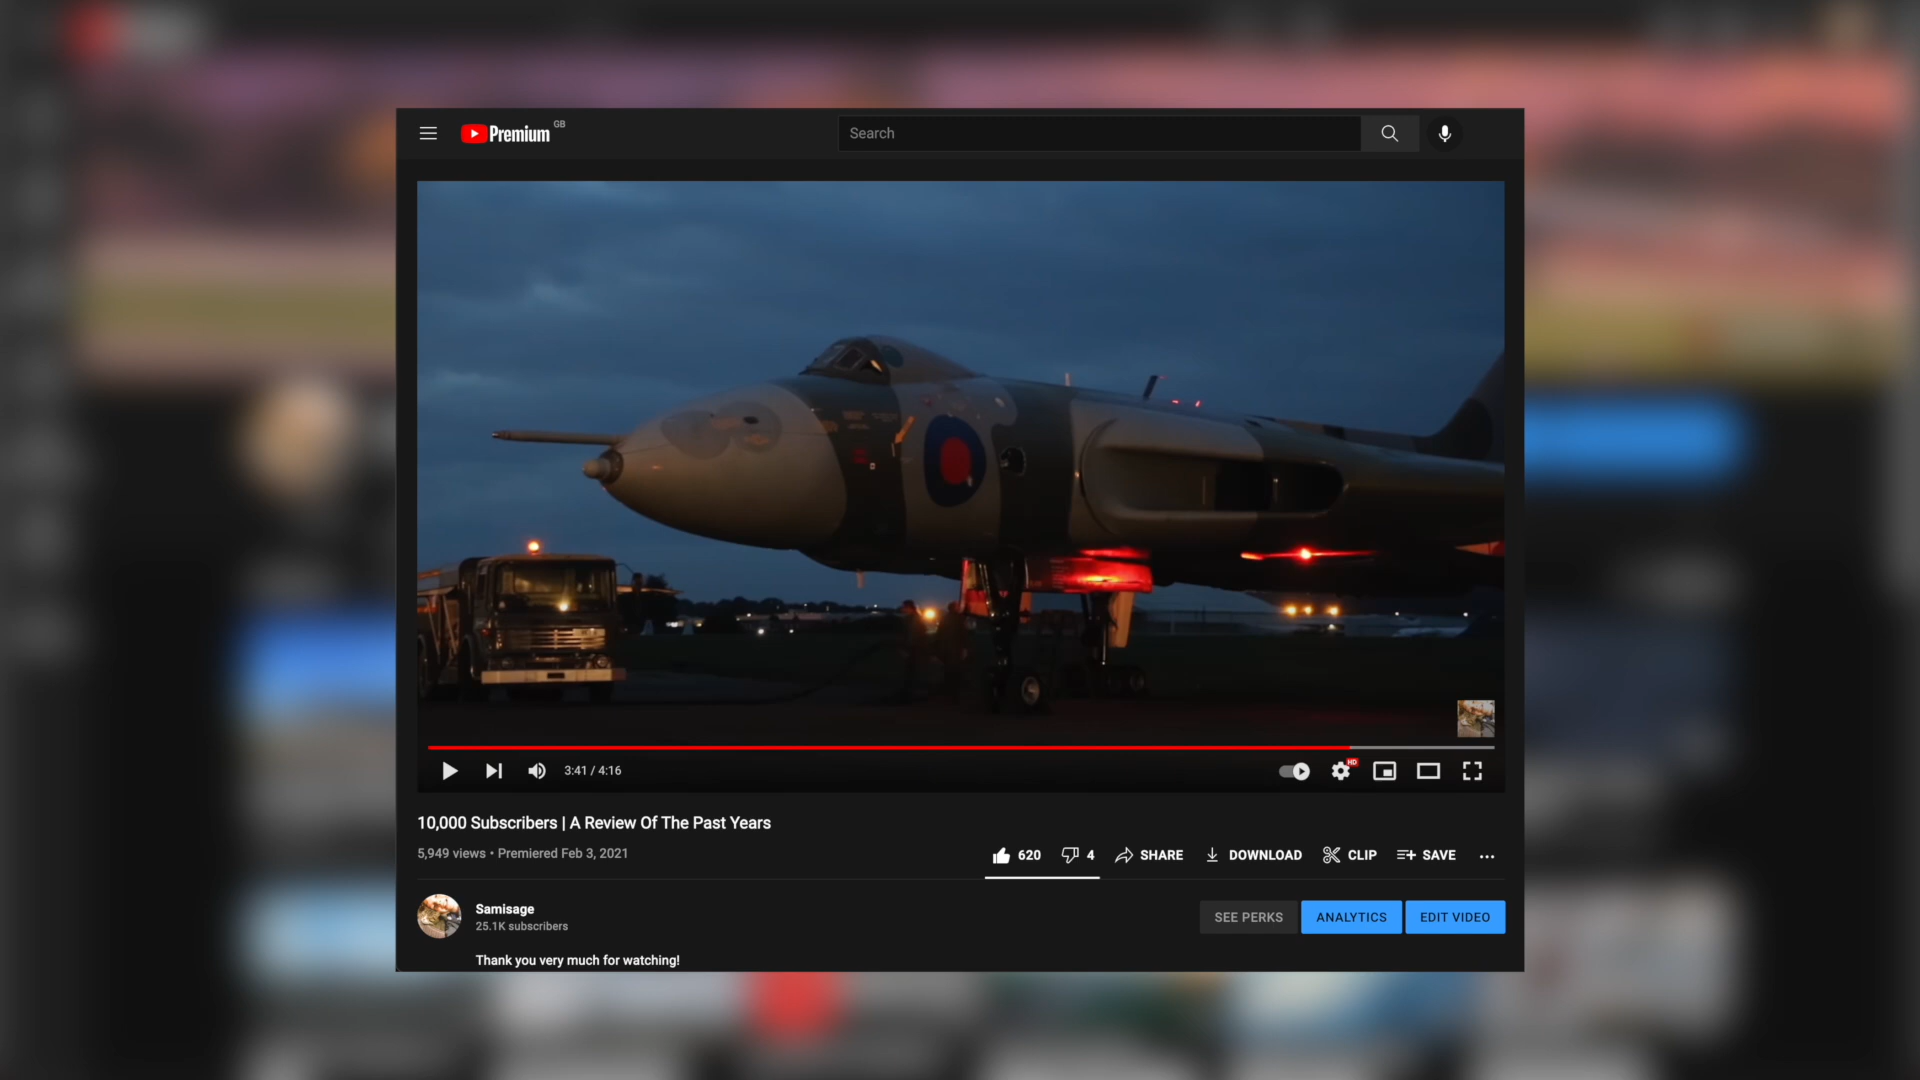 Premium GB
Search
3:41 / 4:16
HD
10,000 Subscribers | A Review Of The Past Years
5,949 views • Premiered Feb 3, 2021
620
4
SHARE
DOWNLOAD
CLIP
SAVE
Samisage
25.1K subscribers
SEE PERKS
ANALYTICS
EDIT VIDEO
Thank you very much for watching!